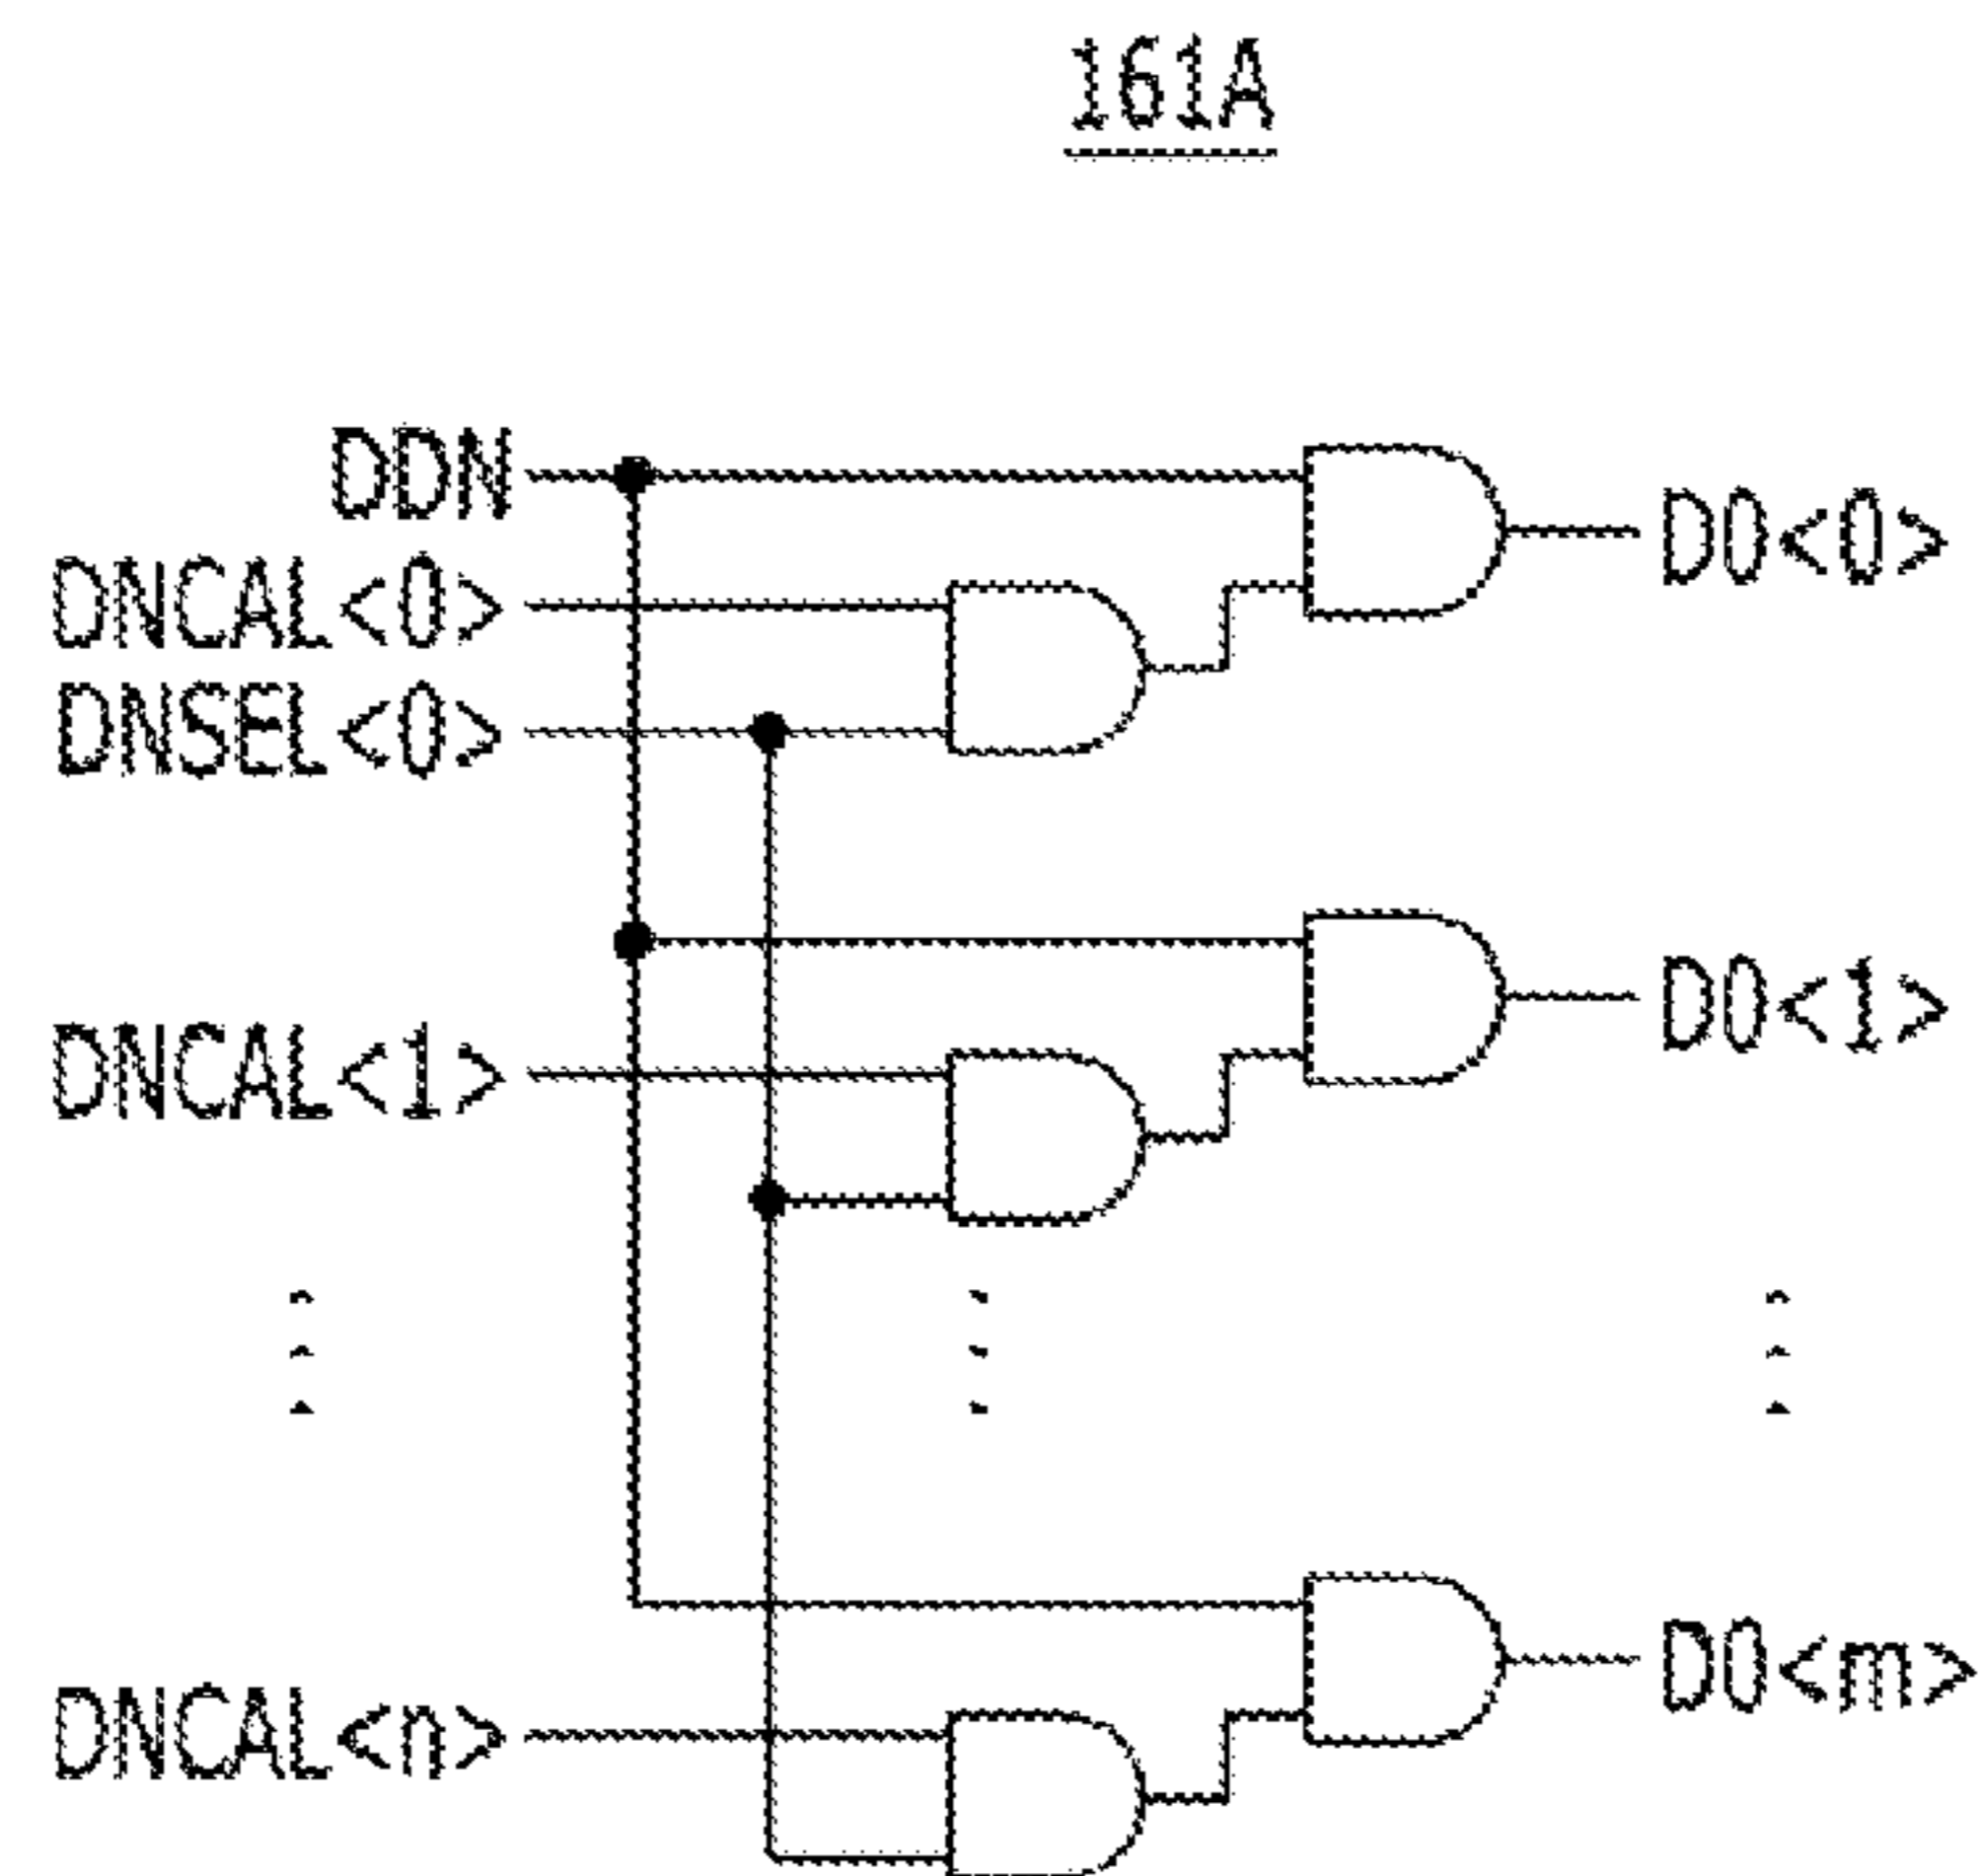 161A
DDN
DNCAL<0>
DNSEL<0>
D0<0>
DNCAL<1>
D0<1>
DNCAL<n>
D0<m>